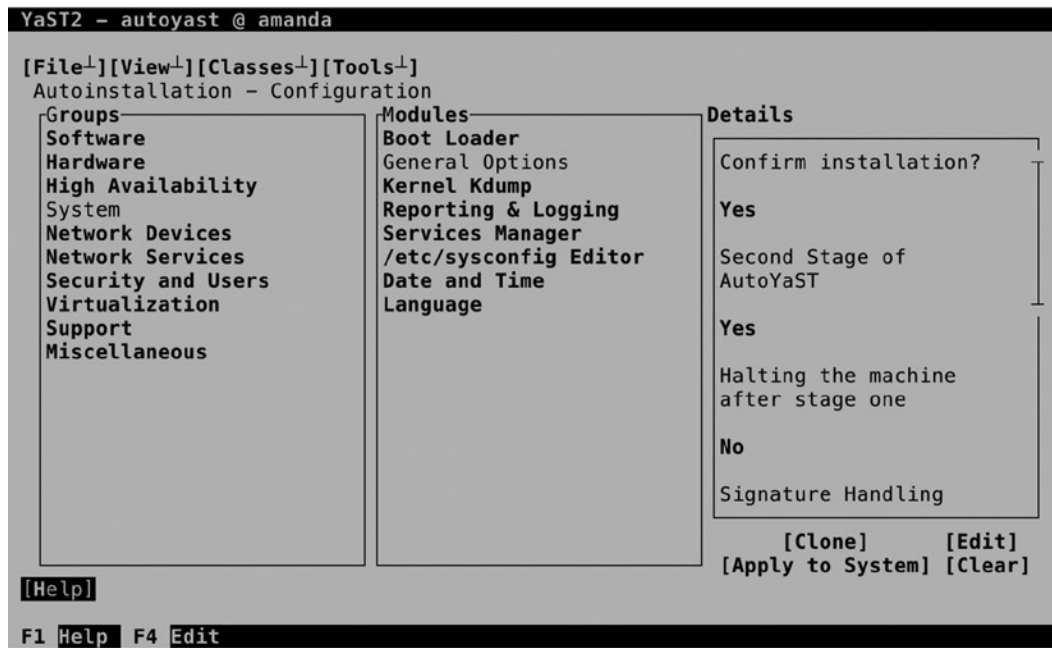 YaST2 – autoyast @ amanda
[File┴][View┴][Classes┴][Tools┴]
Autoinstallation – Configuration
Groups
Software
Hardware
High Availability
System
Network Devices
Network Services
Security and Users
Virtualization
Support
Miscellaneous
Modules
Boot Loader
General Options
Kernel Kdump
Reporting & Logging
Services Manager
/etc/sysconfig Editor
Date and Time
Language
Details
Confirm installation?
Yes
Second Stage of
AutoYaST
Yes
Halting the machine
after stage one
No
Signature Handling
[Clone] [Edit]
[Apply to System] [Clear]
[Help]
F1 Help F4 Edit